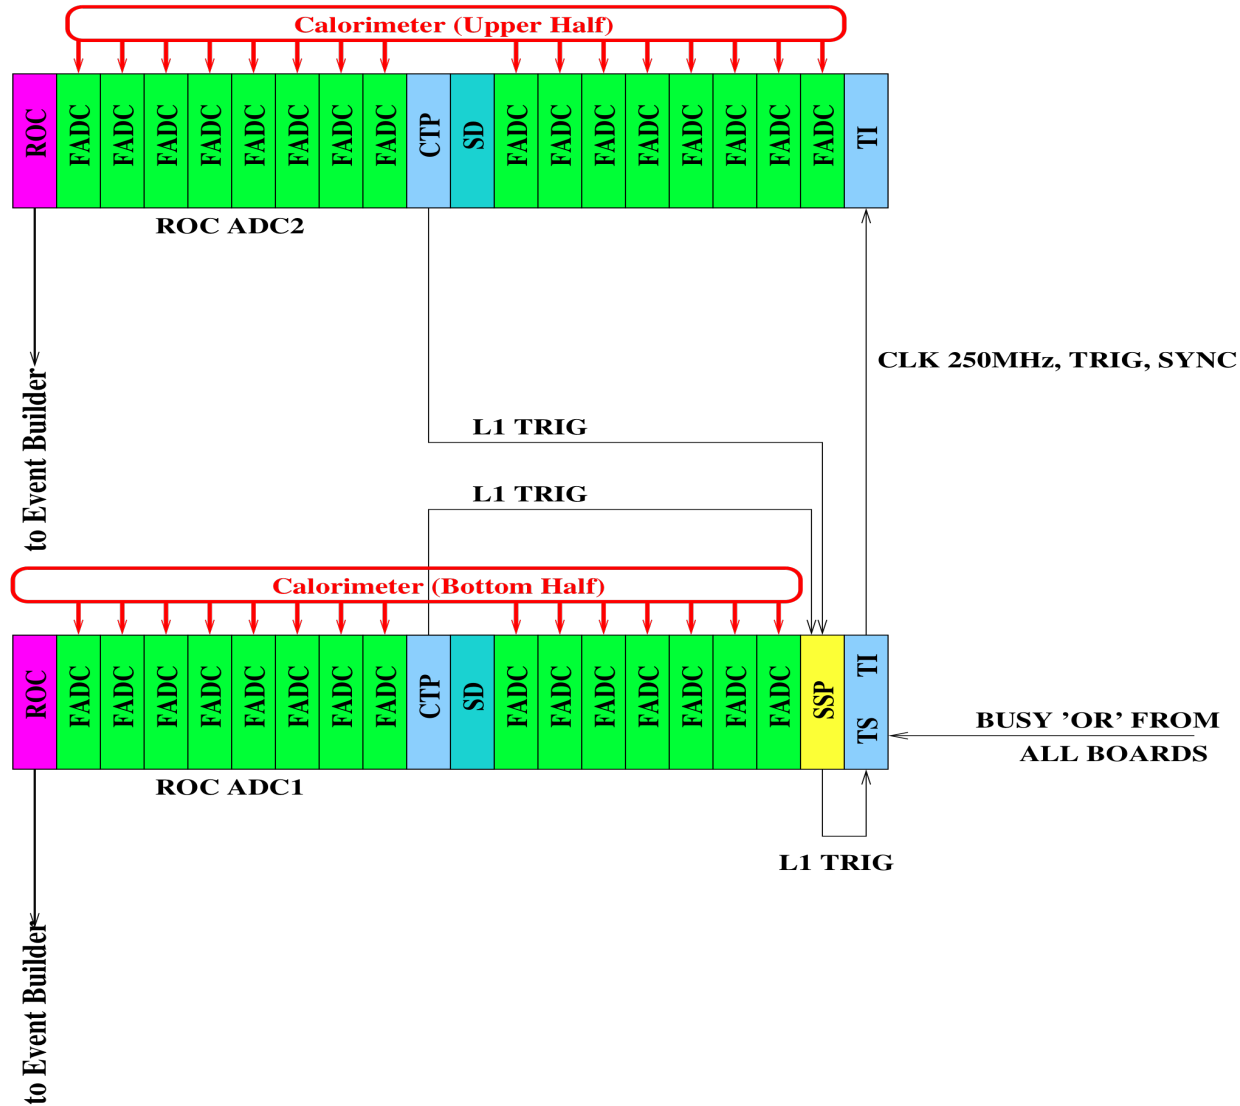 Calorimeter (Upper Half)
ROC FADC FADC FADC FADC FADC FADC FADC FADC CTP SD FADC FADC FADC FADC FADC FADC FADC FADC TI
ROC ADC2
CLK 250MHz, TRIG, SYNC
to Event Builder
L1 TRIG
L1 TRIG
Calorimeter (Bottom Half)
ROC FADC FADC FADC FADC FADC FADC FADC FADC CTP SD FADC FADC FADC FADC FADC FADC FADC SSP TS TI
BUSY ’OR’ FROM
ALL BOARDS
ROC ADC1
L1 TRIG
to Event Builder